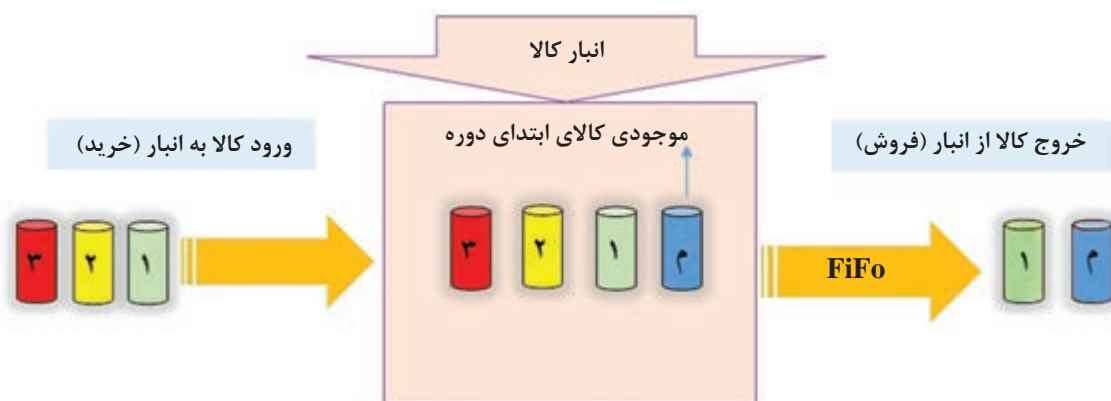 انبار کالا
خروج کالا از انبار (فروش)
موجودی کالای ابتدای دوره
ورود کالا به انبار (خرید)
م ۱
FiFo
م ۱ ۲ ۳
۱ ۲ ۳